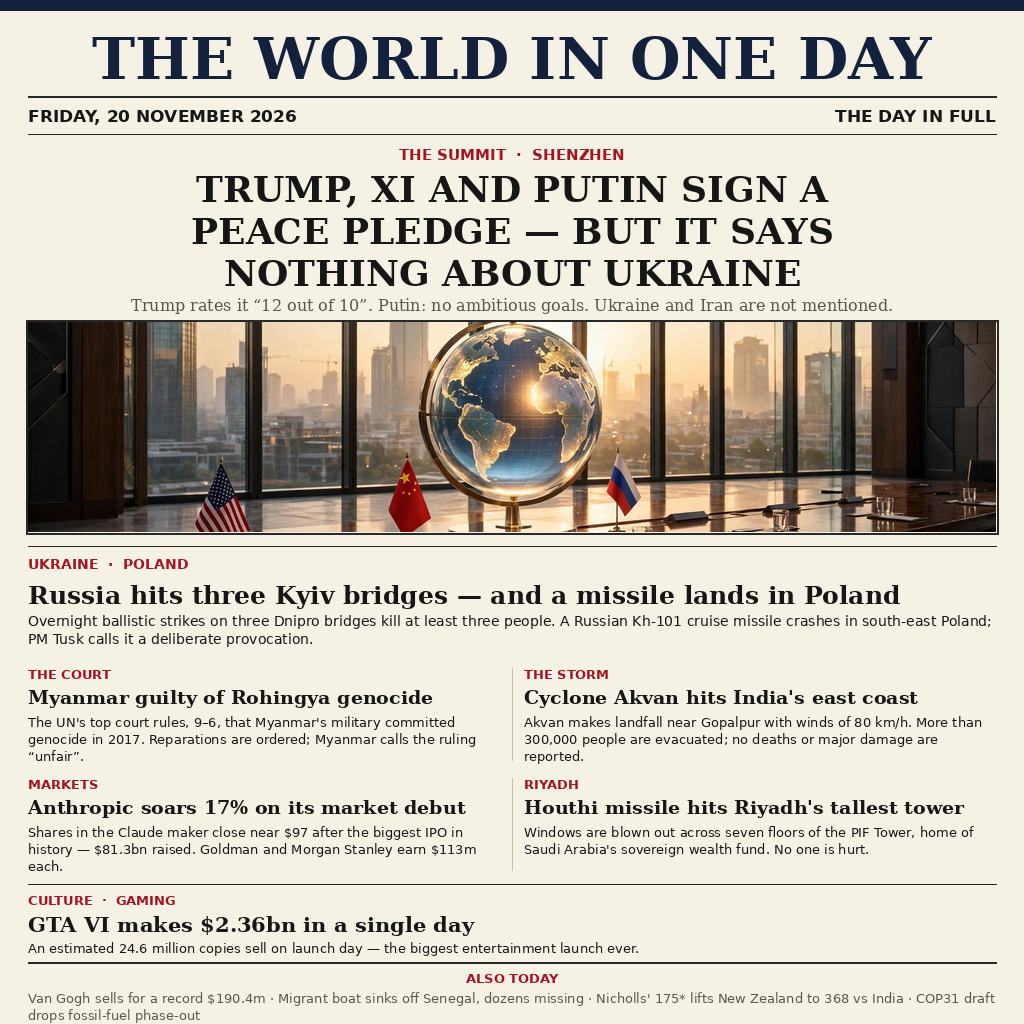 THE WORLD IN ONE DAY
FRIDAY, 20 NOVEMBER 2026
THE DAY IN FULL
THE SUMMIT · SHENZHEN
TRUMP, XI AND PUTIN SIGN A
PEACE PLEDGE — BUT IT SAYS
NOTHING ABOUT UKRAINE
Trump rates it “12 out of 10”. Putin: no ambitious goals. Ukraine and Iran are not mentioned.
UKRAINE · POLAND
Russia hits three Kyiv bridges — and a missile lands in Poland
Overnight ballistic strikes on three Dnipro bridges kill at least three people. A Russian Kh-101 cruise missile crashes in south-east Poland;
PM Tusk calls it a deliberate provocation.
THE COURT
Myanmar guilty of Rohingya genocide
The UN's top court rules, 9–6, that Myanmar's military committed
genocide in 2017. Reparations are ordered; Myanmar calls the ruling
“unfair”.
THE STORM
Cyclone Akvan hits India's east coast
Akvan makes landfall near Gopalpur with winds of 80 km/h. More than
300,000 people are evacuated; no deaths or major damage are
reported.
MARKETS
Anthropic soars 17% on its market debut
Shares in the Claude maker close near $97 after the biggest IPO in
history — $81.3bn raised. Goldman and Morgan Stanley earn $113m
each.
RIYADH
Houthi missile hits Riyadh's tallest tower
Windows are blown out across seven floors of the PIF Tower, home of
Saudi Arabia's sovereign wealth fund. No one is hurt.
CULTURE · GAMING
GTA VI makes $2.36bn in a single day
An estimated 24.6 million copies sell on launch day — the biggest entertainment launch ever.
ALSO TODAY
Van Gogh sells for a record $190.4m · Migrant boat sinks off Senegal, dozens missing · Nicholls' 175* lifts New Zealand to 368 vs India · COP31 draft
drops fossil-fuel phase-out